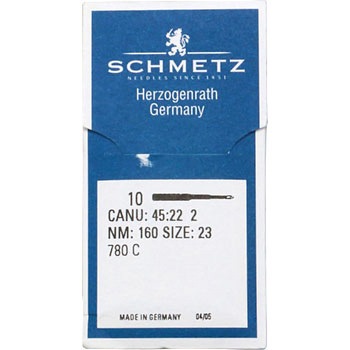 SCHMETZ
NEEDLES SINCE 1851
Herzogenrath
Germany
10
CANU: 45:22 2
NM: 160 SIZE: 23
780 C
MADE IN GERMANY 04/05